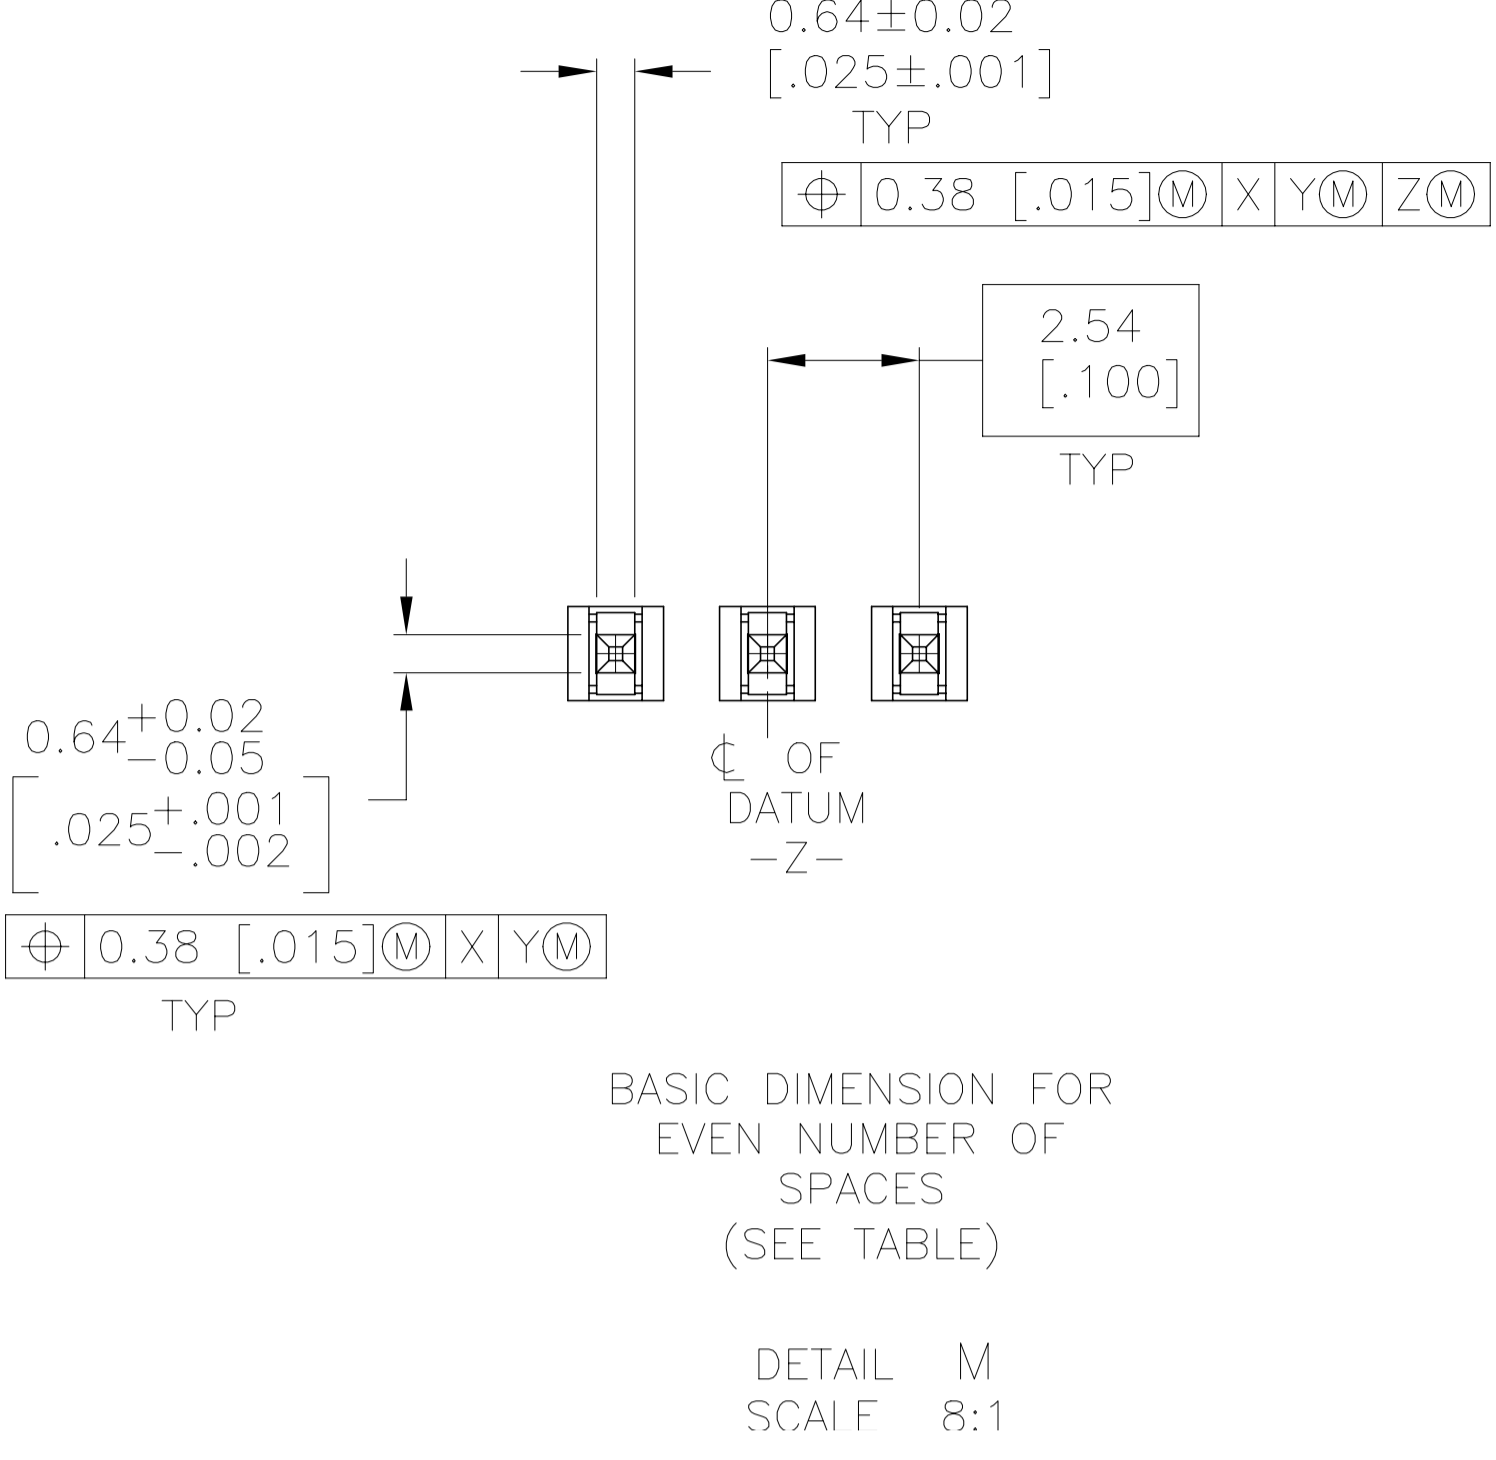 0.64±0.02
[.025±.001]
TYP
⌖ 0.38 [.015]Ⓜ X YⓂ ZⓂ
2.54
[.100]
TYP
0.64 +0.02
-0.05
[.025 +.001
-.002]
⌖ 0.38 [.015]Ⓜ X YⓂ
TYP
℄ OF
DATUM
-Z-
BASIC DIMENSION FOR
EVEN NUMBER OF
SPACES
(SEE TABLE)
DETAIL M
SCALE 8:1